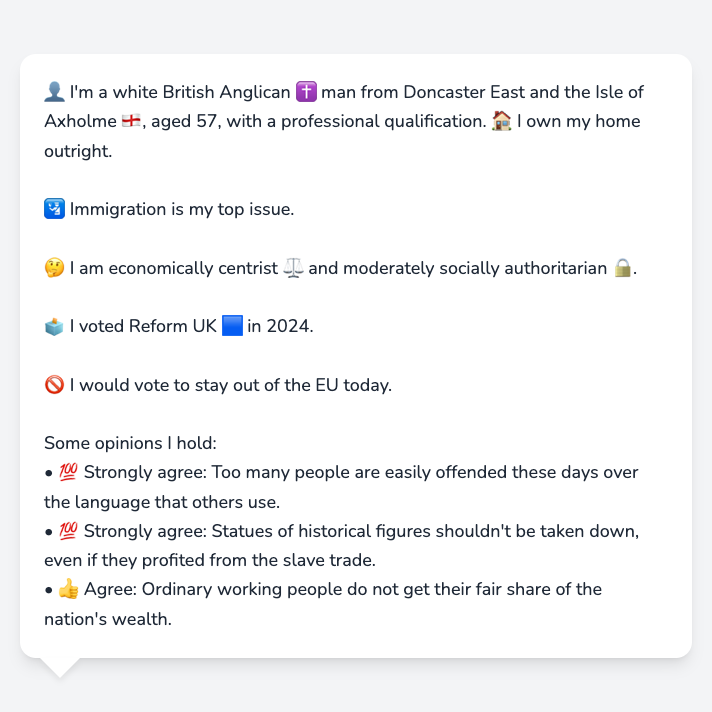 👤 I'm a white British Anglican ✝️ man from Doncaster East and the Isle of
Axholme 🏴󠁧󠁢󠁥󠁮󠁧󠁿, aged 57, with a professional qualification. 🏠 I own my home
outright.
🛂 Immigration is my top issue.
🤔 I am economically centrist ⚖️ and moderately socially authoritarian 🔒.
🗳️ I voted Reform UK 🟦 in 2024.
🚫 I would vote to stay out of the EU today.
Some opinions I hold:
• 💯 Strongly agree: Too many people are easily offended these days over
the language that others use.
• 💯 Strongly agree: Statues of historical figures shouldn't be taken down,
even if they profited from the slave trade.
• 👍 Agree: Ordinary working people do not get their fair share of the
nation's wealth.